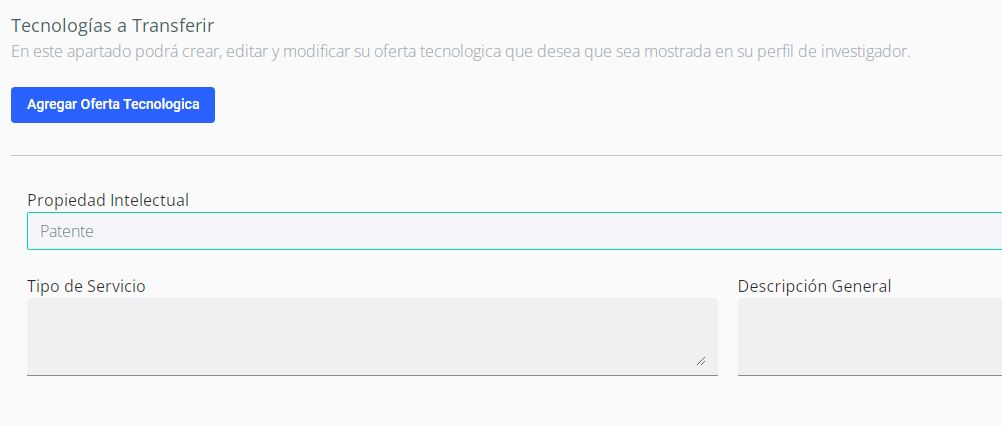 Tecnologías a Transferir
En este apartado podrá crear, editar y modificar su oferta tecnologica que desea que sea mostrada en su perfil de investigador.
Agregar Oferta Tecnologica
Propiedad Intelectual
Patente
Tipo de Servicio
Descripción General